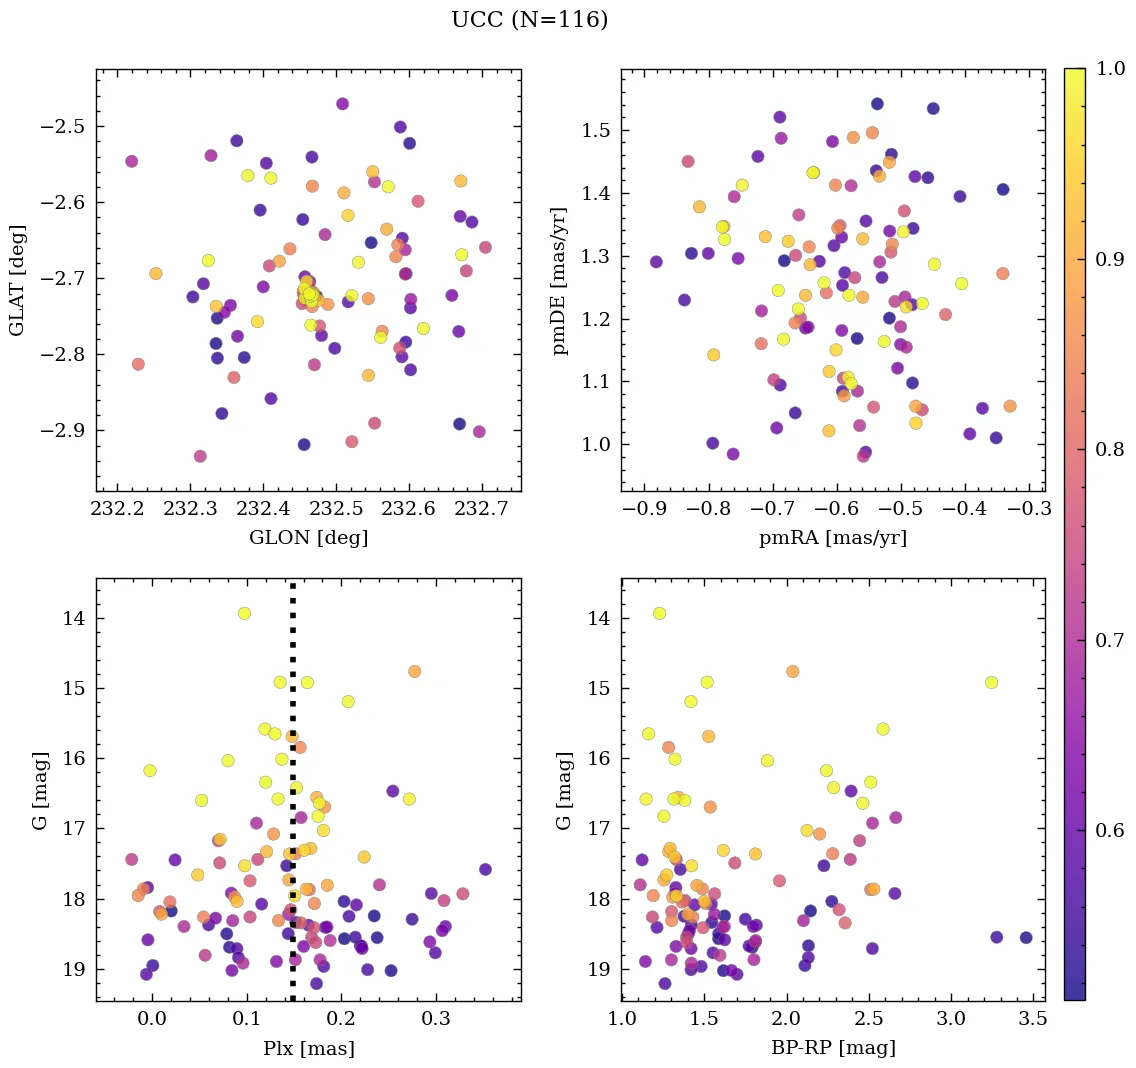 UCC (N=116)
−2.5
−2.6
−2.7
−2.8
−2.9
GLAT [deg]
232.2 232.3 232.4 232.5 232.6 232.7
GLON [deg]
1.5
1.4
1.3
1.2
1.1
1.0
pmDE [mas/yr]
−0.9 −0.8 −0.7 −0.6 −0.5 −0.4 −0.3
pmRA [mas/yr]
14
15
16
17
18
19
G [mag]
0.0 0.1 0.2 0.3
Plx [mas]
14
15
16
17
18
19
G [mag]
1.0 1.5 2.0 2.5 3.0 3.5
BP-RP [mag]
1.0
0.9
0.8
0.7
0.6